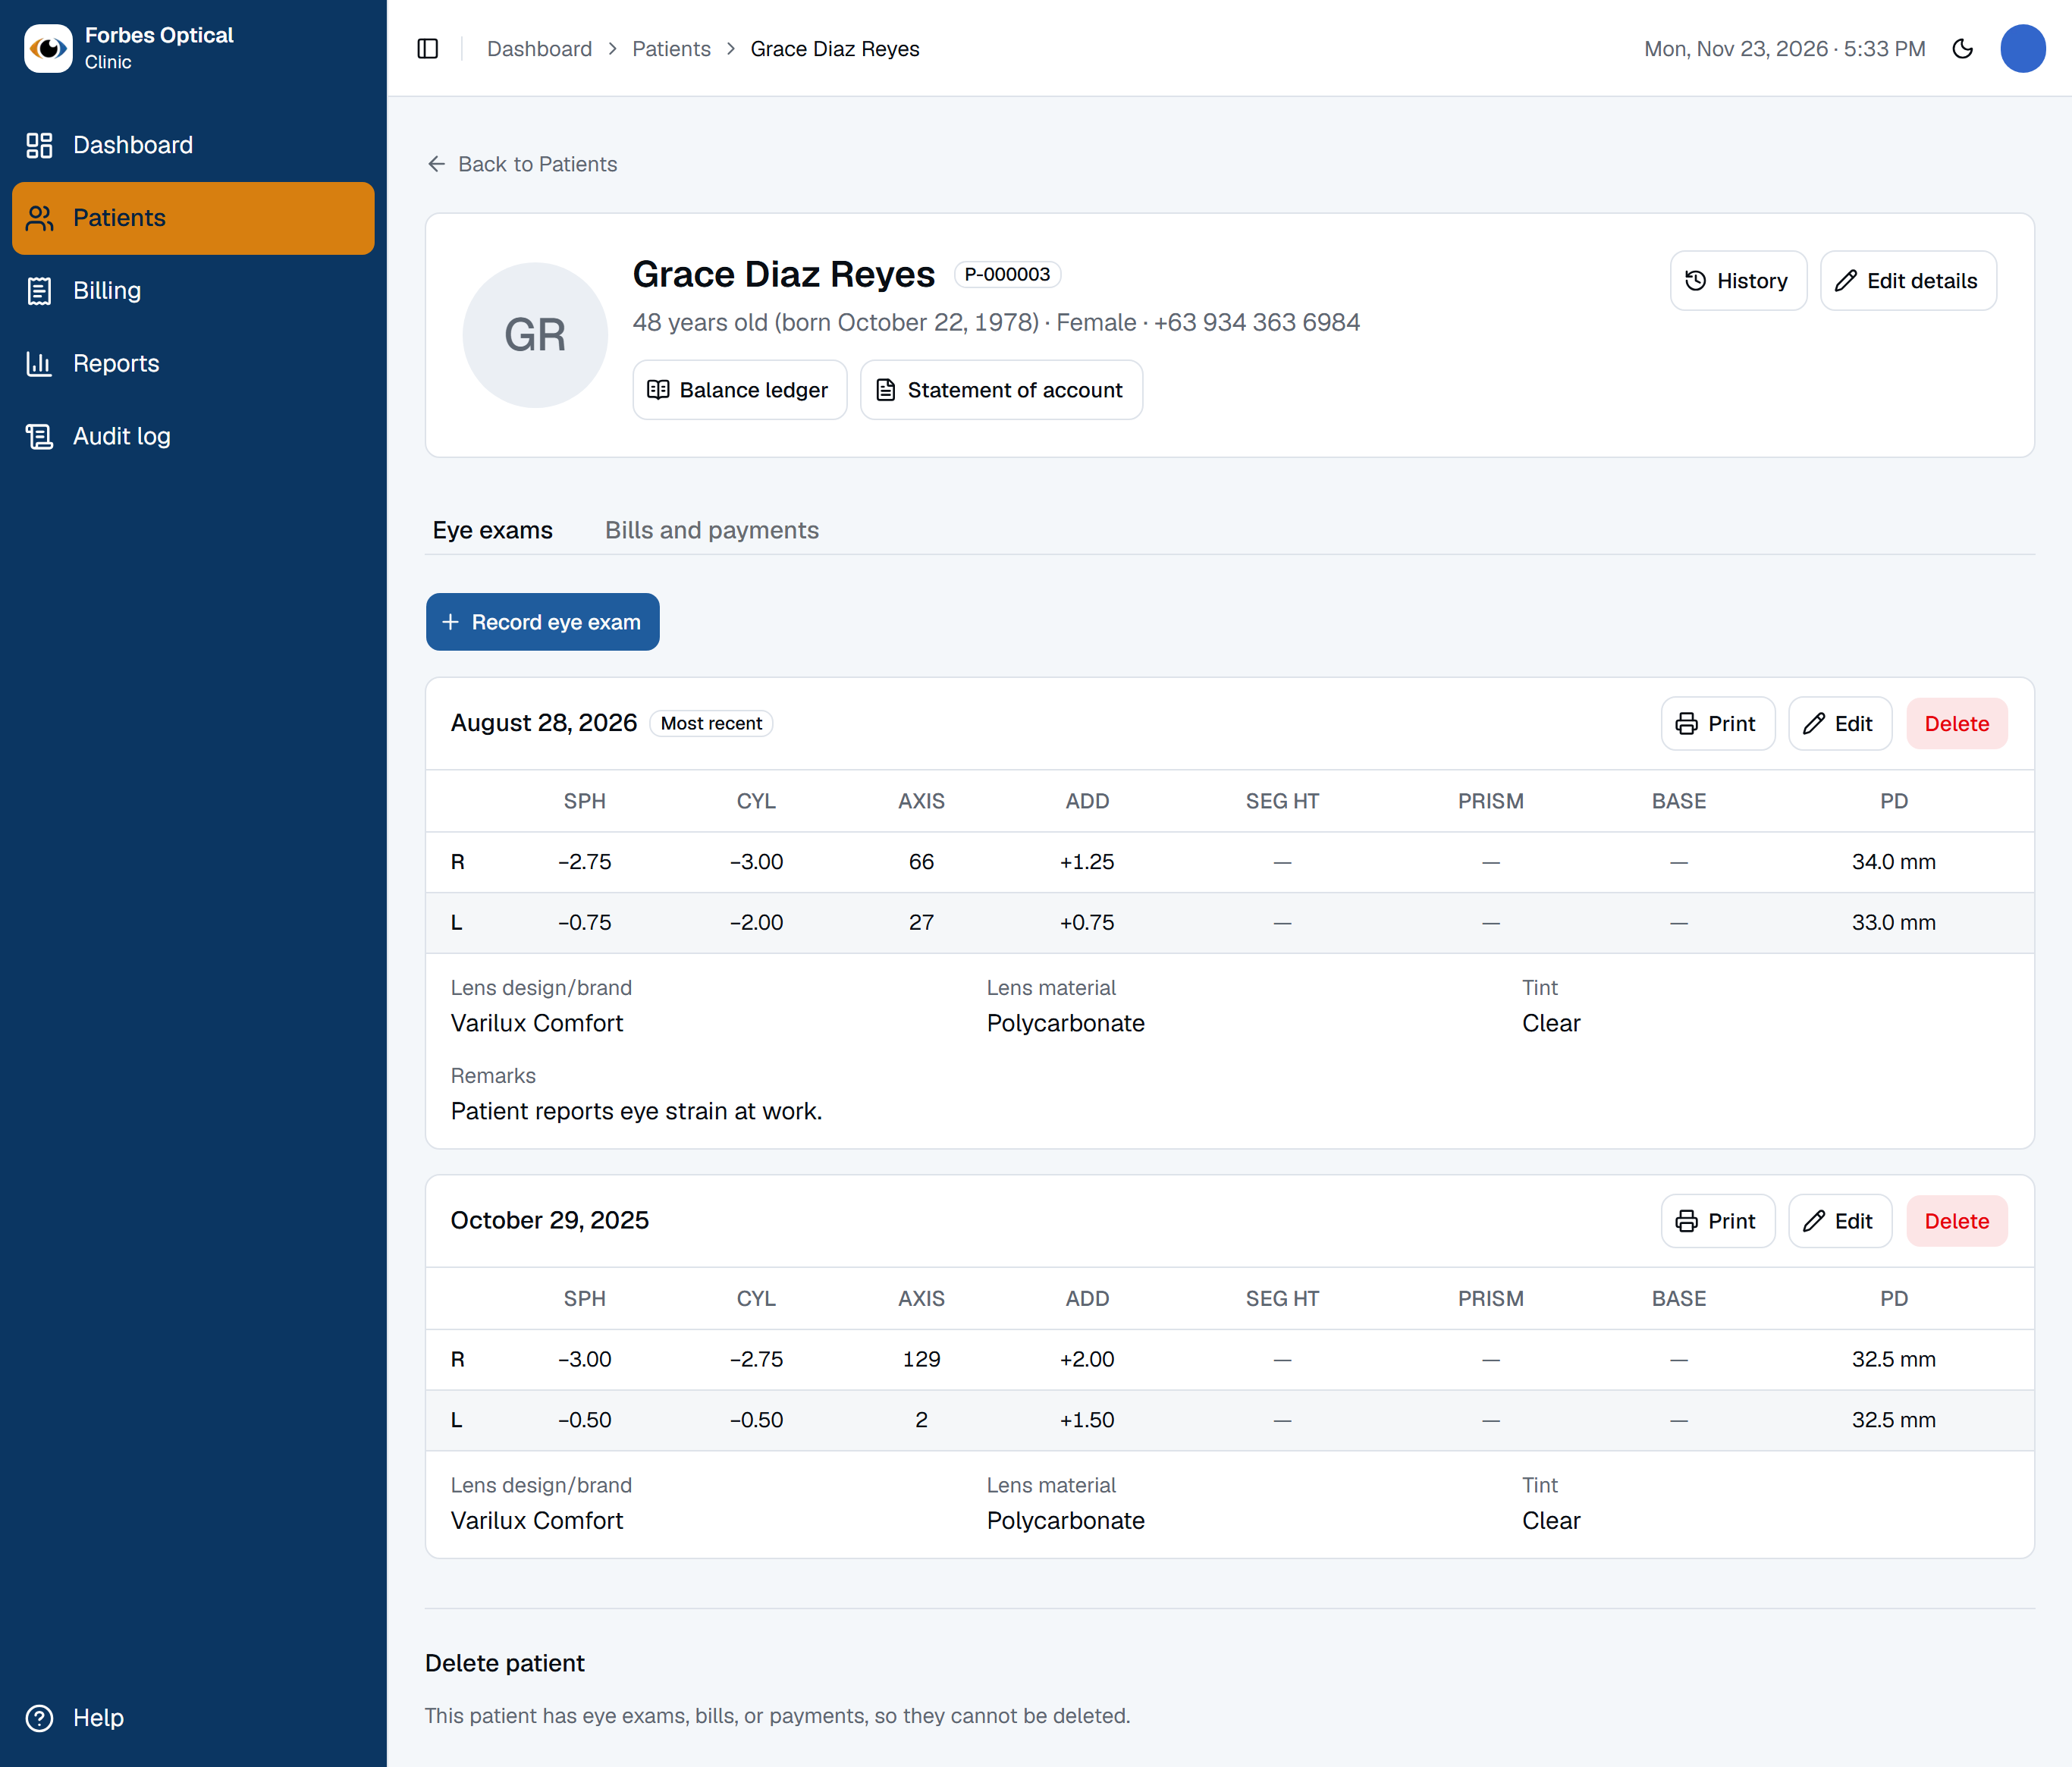 Forbes Optical
Clinic
Dashboard
Patients
Billing
Reports
Audit log
Help
Dashboard > Patients > Grace Diaz Reyes
Mon, Nov 23, 2026 · 5:33 PM
← Back to Patients
GR
Grace Diaz Reyes P-000003
48 years old (born October 22, 1978) · Female · +63 934 363 6984
Balance ledger Statement of account
History Edit details
Eye exams Bills and payments
+ Record eye exam
August 28, 2026 Most recent Print Edit Delete
SPH CYL AXIS ADD SEG HT PRISM BASE PD
R −2.75 −3.00 66 +1.25 — — — 34.0 mm
L −0.75 −2.00 27 +0.75 — — — 33.0 mm
Lens design/brand Lens material Tint
Varilux Comfort Polycarbonate Clear
Remarks
Patient reports eye strain at work.
October 29, 2025 Print Edit Delete
SPH CYL AXIS ADD SEG HT PRISM BASE PD
R −3.00 −2.75 129 +2.00 — — — 32.5 mm
L −0.50 −0.50 2 +1.50 — — — 32.5 mm
Lens design/brand Lens material Tint
Varilux Comfort Polycarbonate Clear
Delete patient
This patient has eye exams, bills, or payments, so they cannot be deleted.